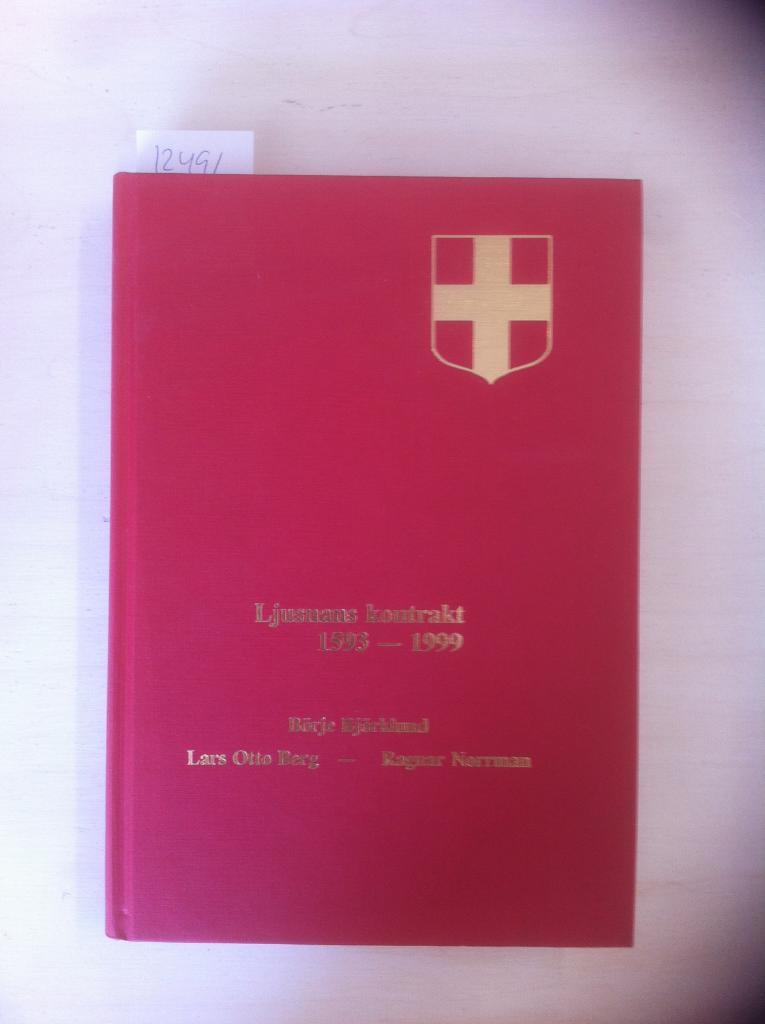 12491
Ljusnans kontrakt
1593 — 1999
Börje Björklund
Lars Otto Berg — Ragnar Norrman